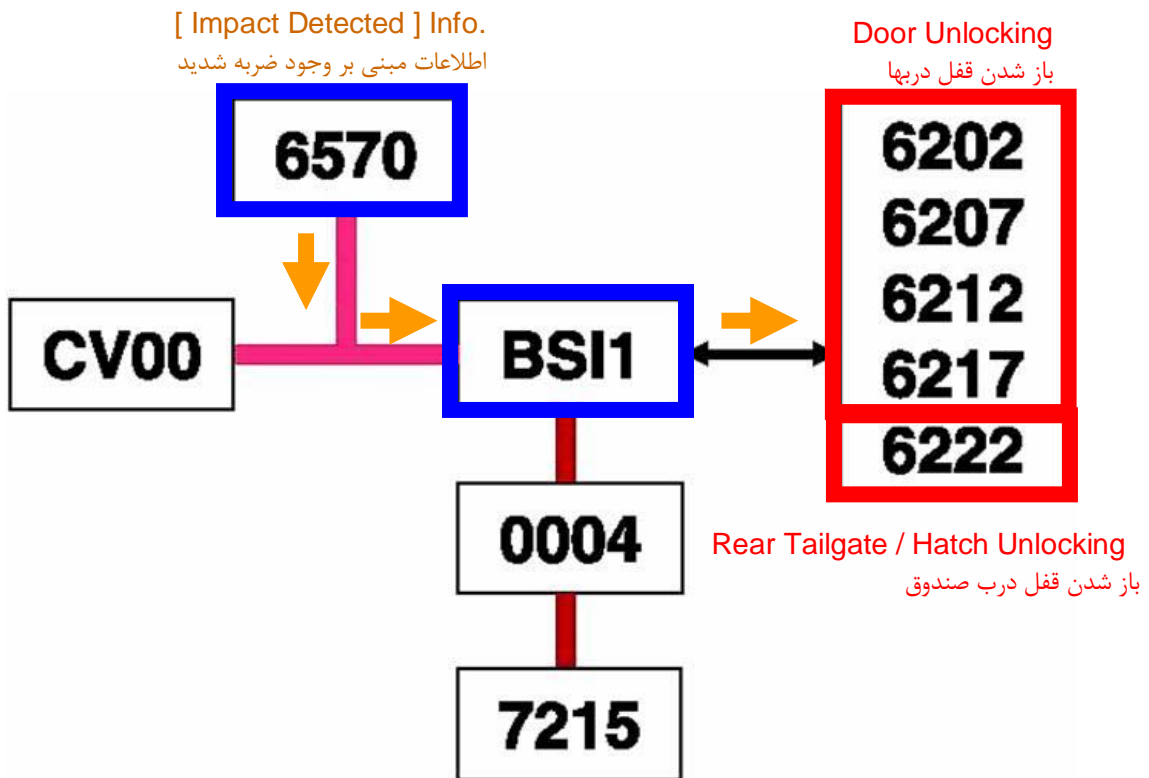 [ Impact Detected ] Info.
اطلاعات مبنی بر وجود ضربه شدید
Door Unlocking
باز شدن قفل دربها
6570
6202
6207
6212
6217
6222
CV00
BSI1
0004
Rear Tailgate / Hatch Unlocking
باز شدن قفل درب صندوق
7215